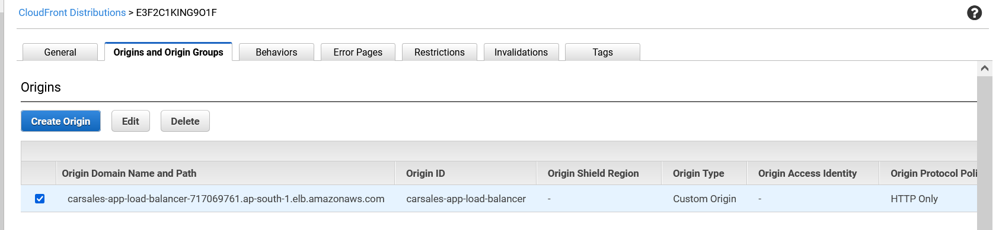 CloudFront Distributions > E3F2C1KING9O1F
General Origins and Origin Groups Behaviors Error Pages Restrictions Invalidations Tags
Origins
Create Origin Edit Delete
Origin Domain Name and Path Origin ID Origin Shield Region Origin Type Origin Access Identity Origin Protocol Poli
carsales-app-load-balancer-717069761.ap-south-1.elb.amazonaws.com carsales-app-load-balancer - Custom Origin - HTTP Only